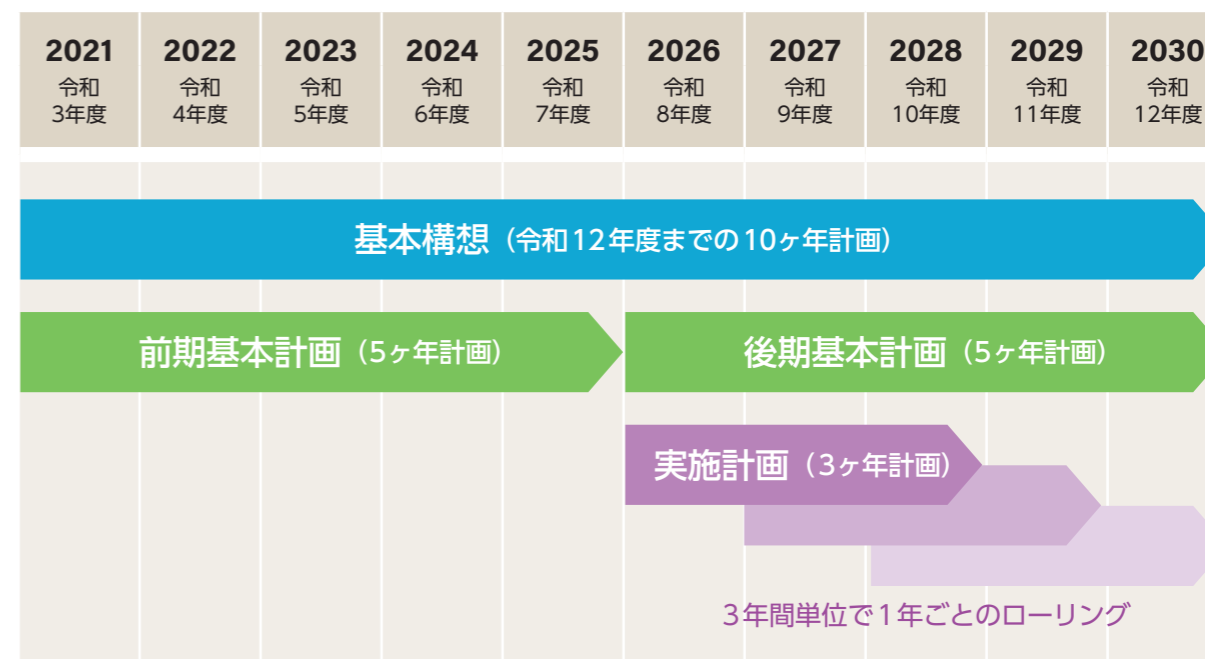 2021 2022 2023 2024 2025 2026 2027 2028 2029 2030
令和 令和 令和 令和 令和 令和 令和 令和 令和 令和
3年度 4年度 5年度 6年度 7年度 8年度 9年度 10年度 11年度 12年度
基本構想（令和12年度までの10ヶ年計画）
前期基本計画（5ヶ年計画） 後期基本計画（5ヶ年計画）
実施計画（3ヶ年計画）
3年間単位で1年ごとのローリング